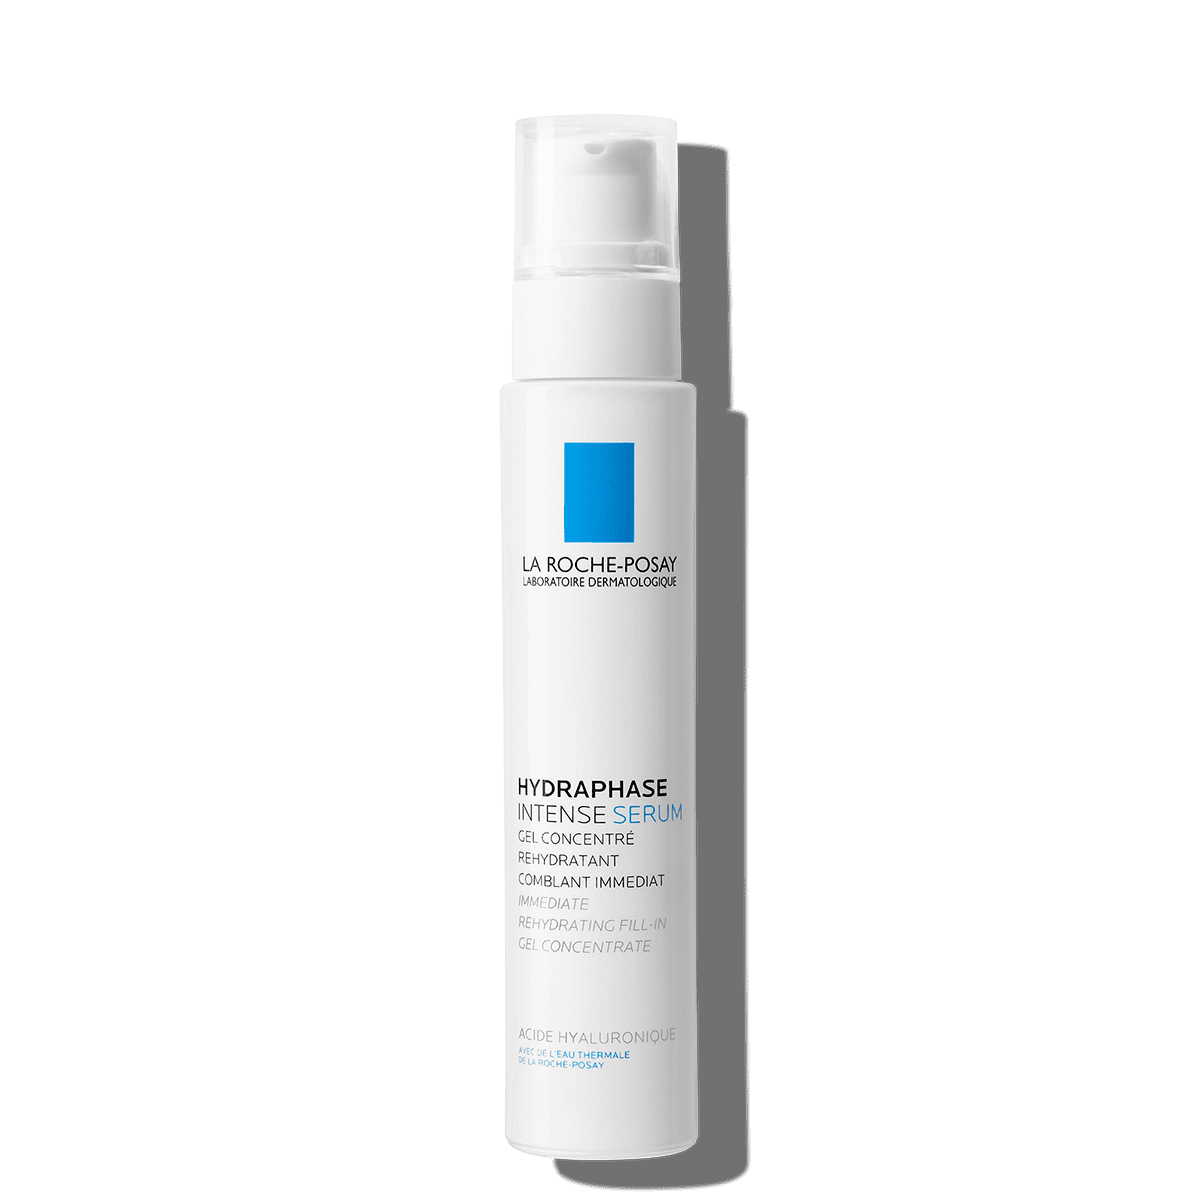 LA ROCHE-POSAY
LABORATOIRE DERMATOLOGIQUE
HYDRAPHASE
INTENSE SERUM
GEL CONCENTRÉ
REHYDRATANT
COMBLANT IMMEDIAT
IMMEDIATE
REHYDRATING FILL-IN
GEL CONCENTRATE
ACIDE HYALURONIQUE
AVEC DE L'EAU THERMALE
DE LA ROCHE-POSAY